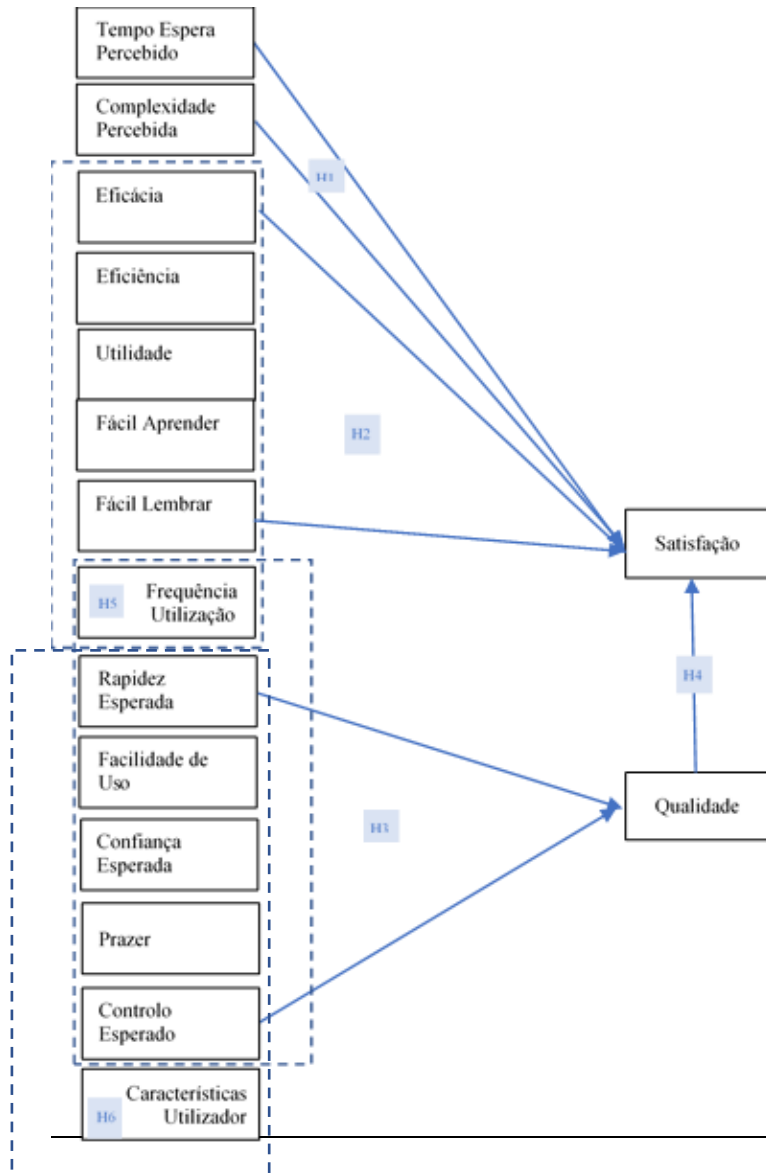 Tempo Espera
Percebido
Complexidade
Percebida
H1
Eficácia
Eficiência
Utilidade
Fácil Aprender
H2
Fácil Lembrar
Satisfação
H5
Frequência
Utilização
Rapidez
Esperada
H4
Facilidade de
Uso
Qualidade
H3
Confiança
Esperada
Prazer
Controlo
Esperado
Características
Utilizador
H6